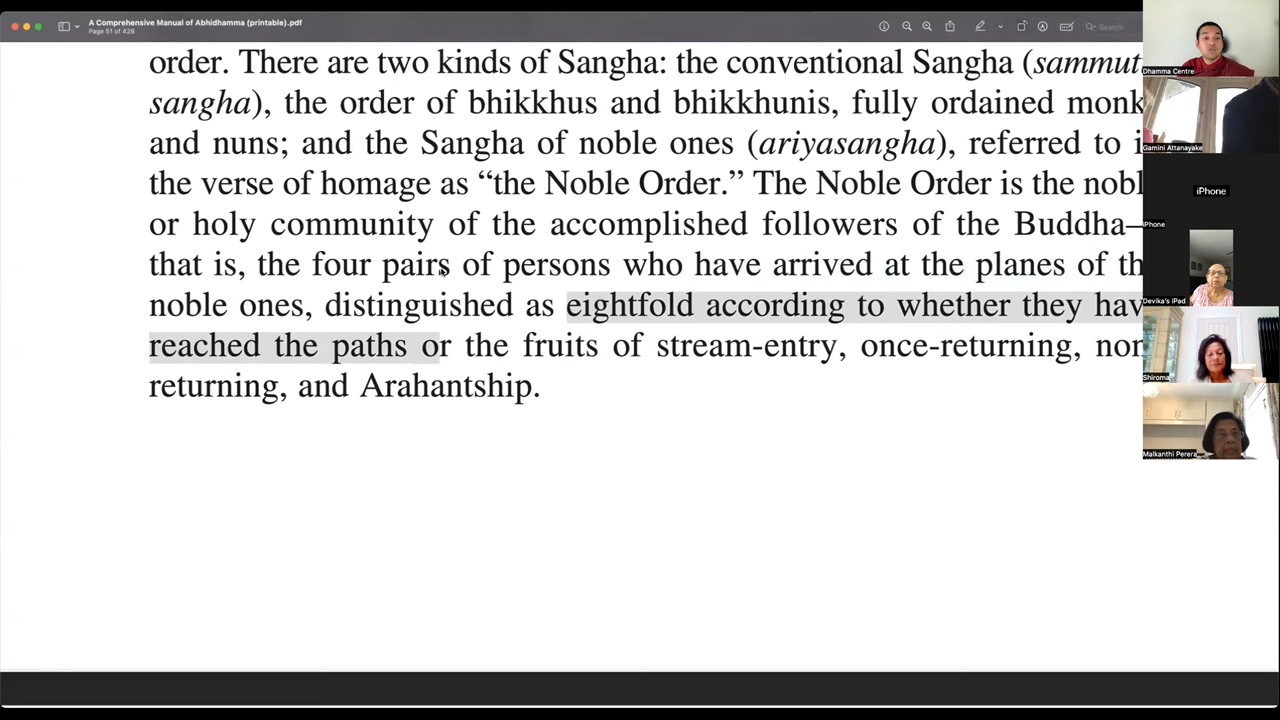 A Comprehensive Manual of Abhidhamma (printable).pdf
Page 51 of 428
Search
order. There are two kinds of Sangha: the conventional Sangha (sammut
sangha), the order of bhikkhus and bhikkhunis, fully ordained monk
and nuns; and the Sangha of noble ones (ariyasangha), referred to i
the verse of homage as “the Noble Order.” The Noble Order is the nobl
or holy community of the accomplished followers of the Buddha—
that is, the four pairs of persons who have arrived at the planes of th
noble ones, distinguished as eightfold according to whether they hav
reached the paths or the fruits of stream-entry, once-returning, non
returning, and Arahantship.
Dhamma Centre
Gamini Attanayake
iPhone
iPhone
Devika's iPad
Shiroma
Malkanthi Perera